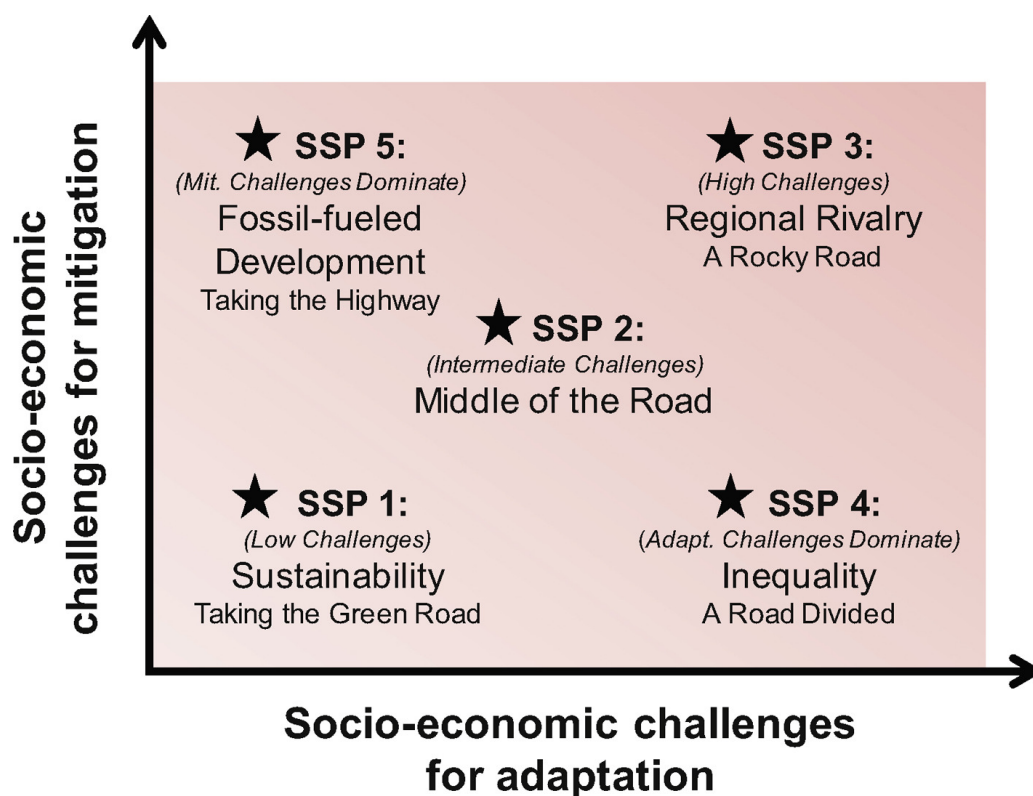 Socio-economic
challenges for mitigation
SSP 5:
(Mit. Challenges Dominate)
Fossil-fueled
Development
Taking the Highway
SSP 3:
(High Challenges)
Regional Rivalry
A Rocky Road
SSP 2:
(Intermediate Challenges)
Middle of the Road
SSP 1:
(Low Challenges)
Sustainability
Taking the Green Road
SSP 4:
(Adapt. Challenges Dominate)
Inequality
A Road Divided
Socio-economic challenges
for adaptation